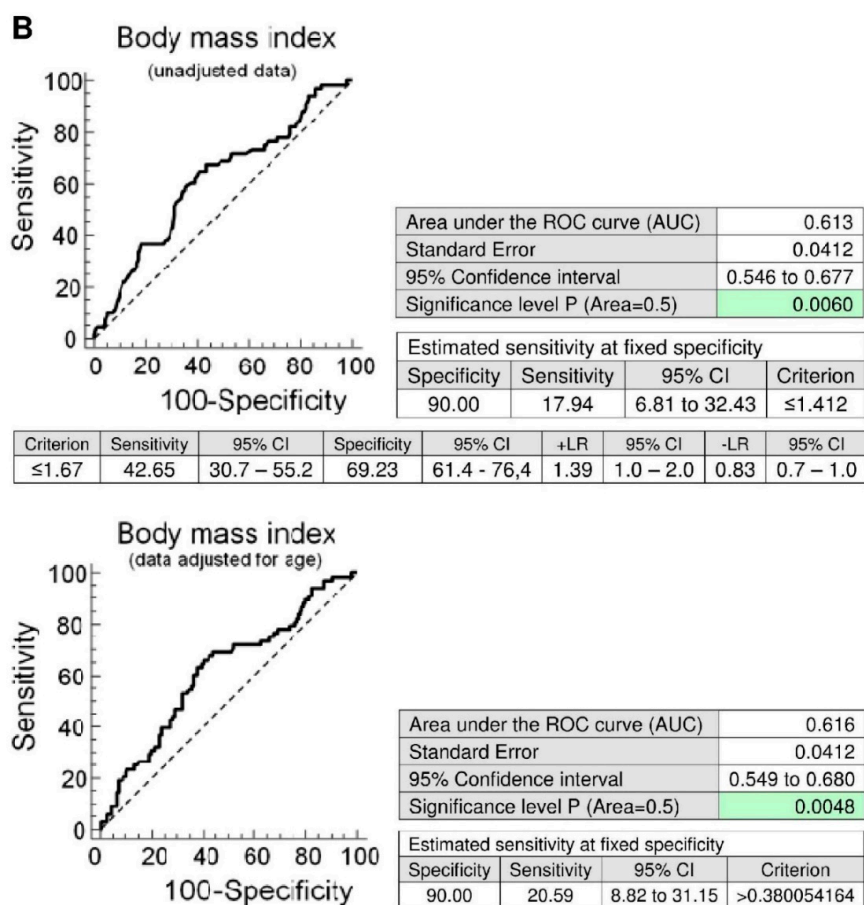 B
Body mass index
(unadjusted data)
100
80
60
40
20
0
Sensitivity
0 20 40 60 80 100
100-Specificity
Area under the ROC curve (AUC) 0.613
Standard Error 0.0412
95% Confidence interval 0.546 to 0.677
Significance level P (Area=0.5) 0.0060
Estimated sensitivity at fixed specificity
Specificity Sensitivity 95% CI Criterion
90.00 17.94 6.81 to 32.43 ≤1.412
Criterion Sensitivity 95% CI Specificity 95% CI +LR 95% CI -LR 95% CI
≤1.67 42.65 30.7 – 55.2 69.23 61.4 - 76,4 1.39 1.0 – 2.0 0.83 0.7 – 1.0
Body mass index
(data adjusted for age)
100
80
60
40
20
0
Sensitivity
0 20 40 60 80 100
100-Specificity
Area under the ROC curve (AUC) 0.616
Standard Error 0.0412
95% Confidence interval 0.549 to 0.680
Significance level P (Area=0.5) 0.0048
Estimated sensitivity at fixed specificity
Specificity Sensitivity 95% CI Criterion
90.00 20.59 8.82 to 31.15 >0.380054164